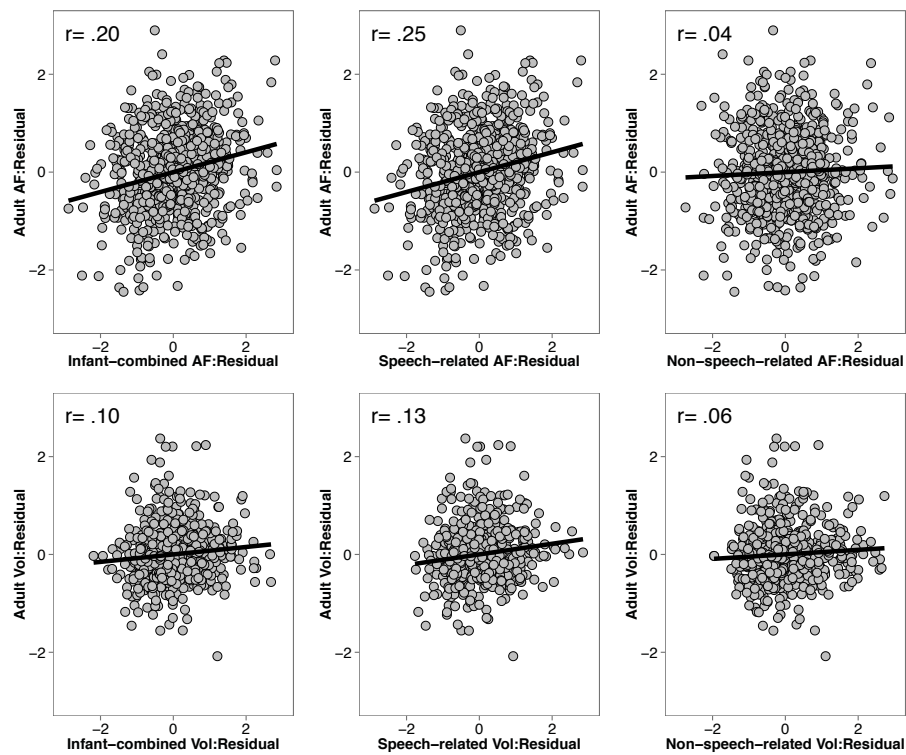 r= .20
r= .25
r= .04
Adult AF:Residual
2
0
−2
Adult AF:Residual
2
0
−2
Adult AF:Residual
2
0
−2
−2 0 2
−2 0 2
−2 0 2
Infant−combined AF:Residual
Speech−related AF:Residual
Non−speech−related AF:Residual
r= .10
r= .13
r= .06
Adult Vol:Residual
2
0
−2
Adult Vol:Residual
2
0
−2
Adult Vol:Residual
2
0
−2
−2 0 2
−2 0 2
−2 0 2
Infant−combined Vol:Residual
Speech−related Vol:Residual
Non−speech−related Vol:Residual